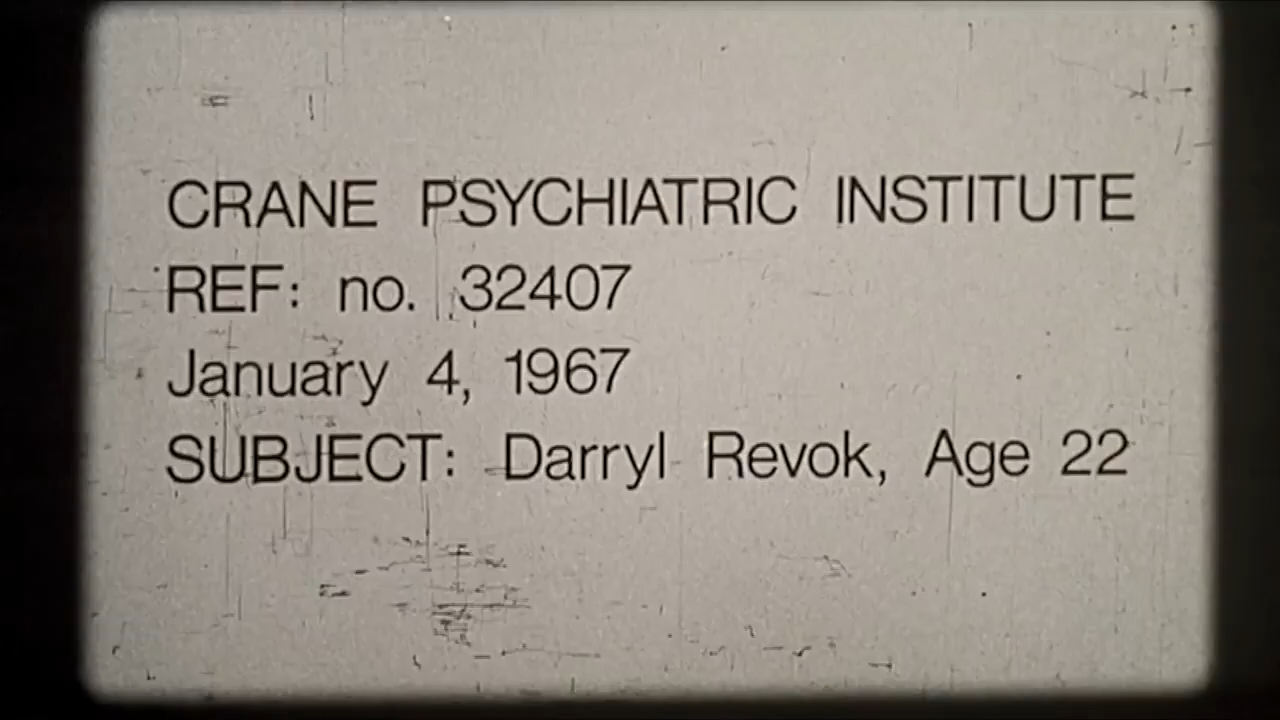 CRANE PSYCHIATRIC INSTITUTE
REF: no. 32407
January 4, 1967
SUBJECT: Darryl Revok, Age 22